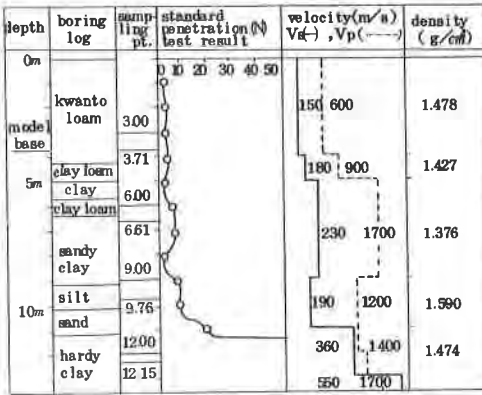 depth
boring log
sampling pt.
standard penetration(N) test result
velocity(m/s)
Vs(—) , Vp(-------)
density (g/cm³)
0m
0 10 20 30 40 50
kwanto loam
150 600
1.478
3.00
model base
3.71
clay loam
180 900
1.427
5m
clay
6.00
clay loam
6.61
230 1700
1.376
sandy clay
9.00
silt
190 1200
1.590
9.76
10m
sand
12.00
360 1400
1.474
hardy clay
12 15
550 1700